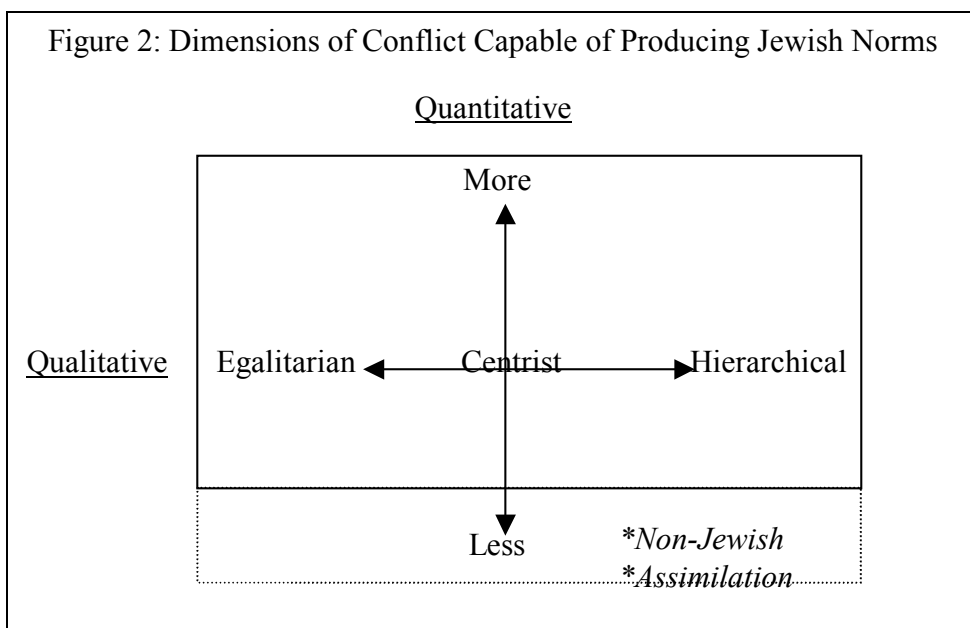 Figure 2: Dimensions of Conflict Capable of Producing Jewish Norms
Quantitative
More
Qualitative Egalitarian Centrist Hierarchical
Less *Non-Jewish
*Assimilation